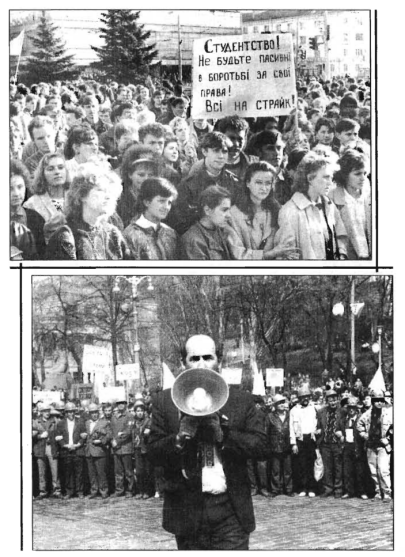 Студентство!
Не будьте пасивні
в боротьбі за свої
права!
Всі на страйк!